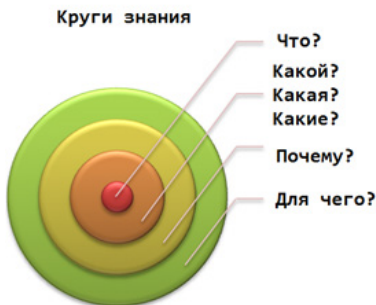 Круги знания
Что?
Какой?
Какая?
Какие?
Почему?
Для чего?